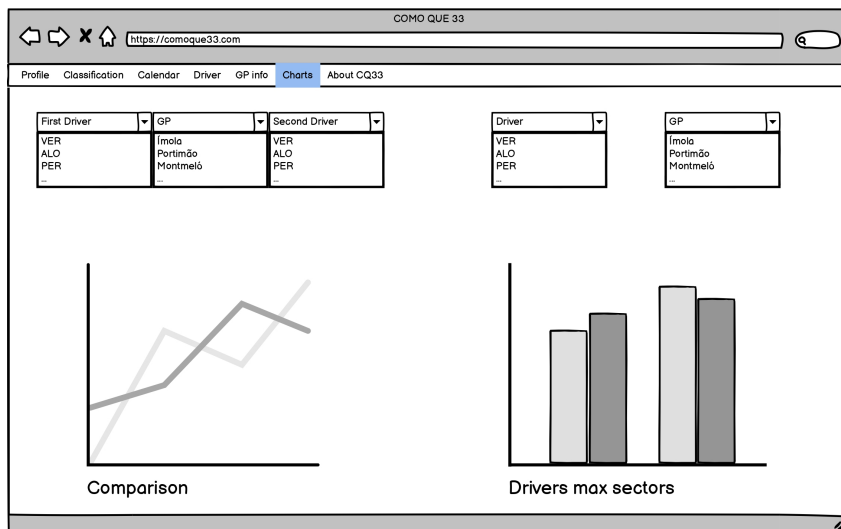 COMO QUE 33
https://comoque33.com
Profile Classification Calendar Driver GP info Charts About CQ33
First Driver GP Second Driver Driver GP
VER Ímola VER VER Ímola
ALO Portimão ALO ALO Portimão
PER Montmeló PER PER Montmeló
... ... ... ... ...
Comparison Drivers max sectors